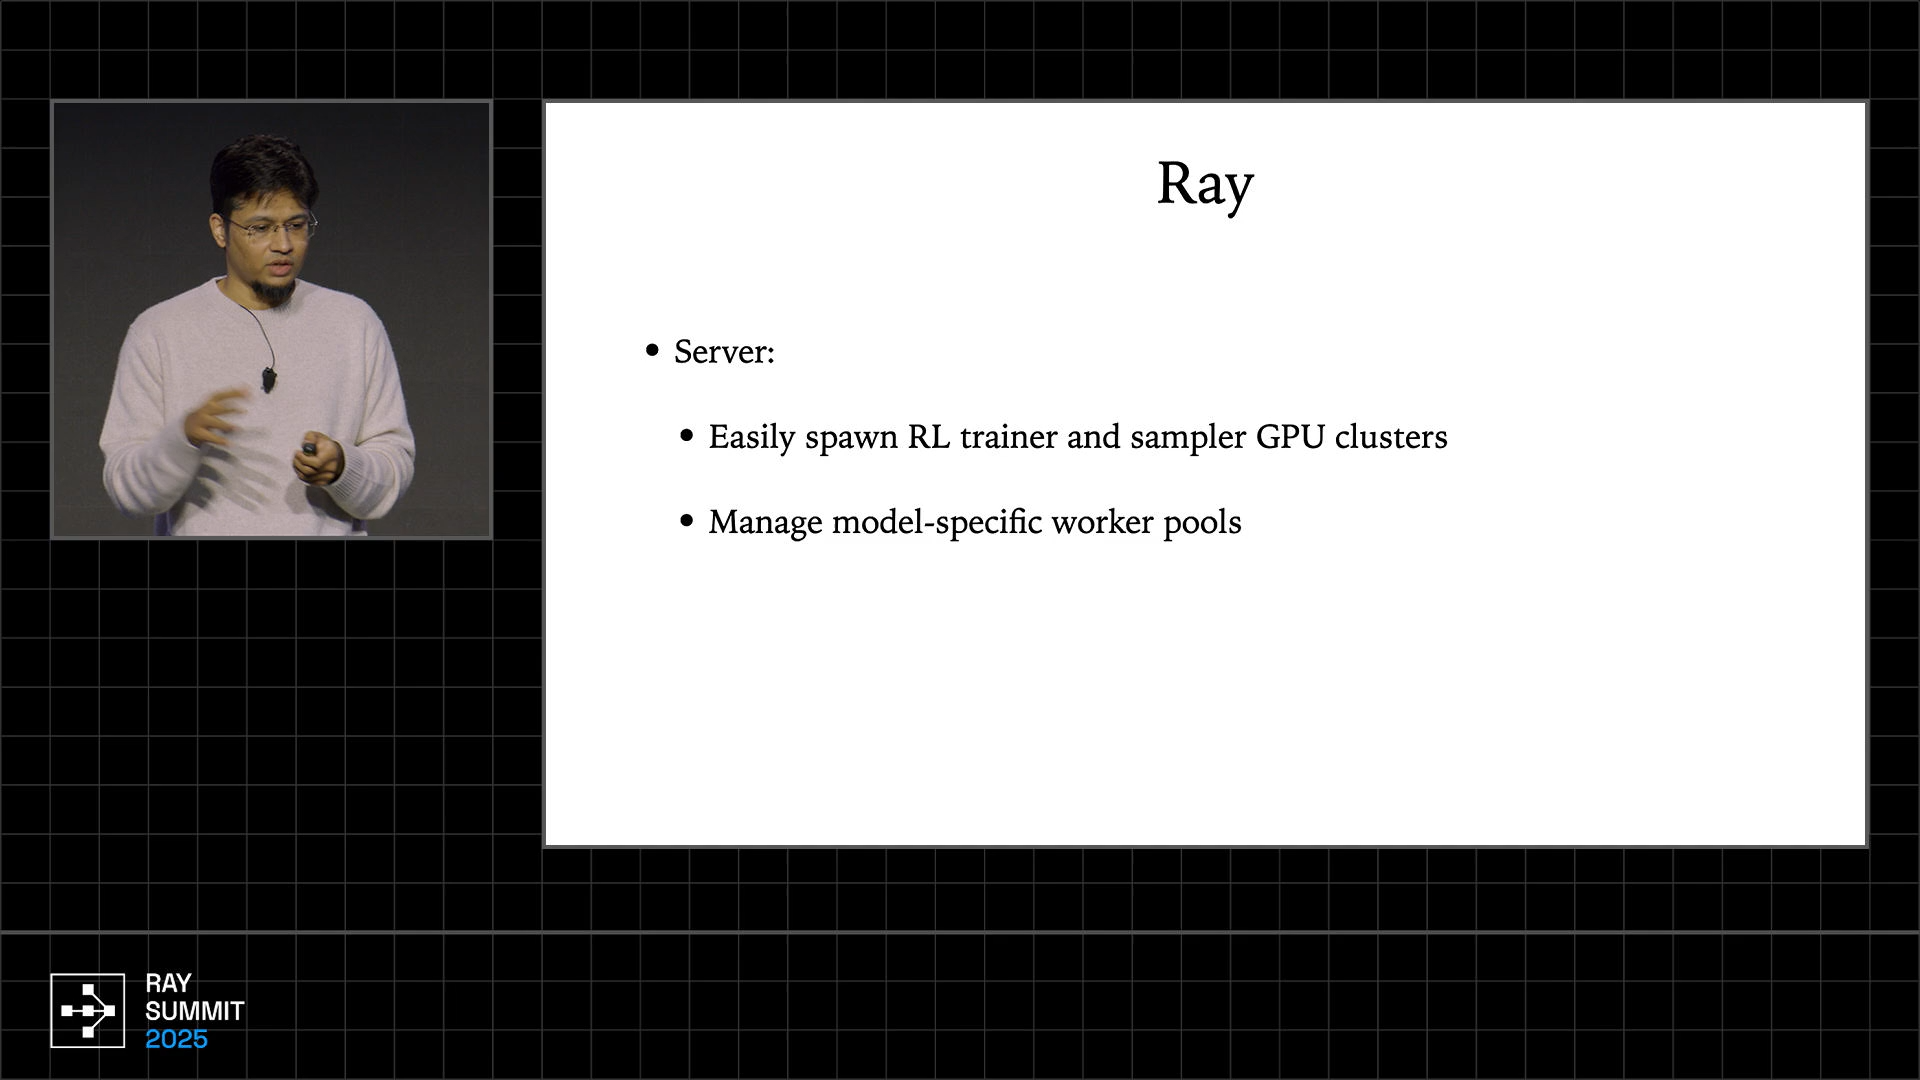 Ray
• Server:
• Easily spawn RL trainer and sampler GPU clusters
• Manage model-specific worker pools
RAY
SUMMIT
2025